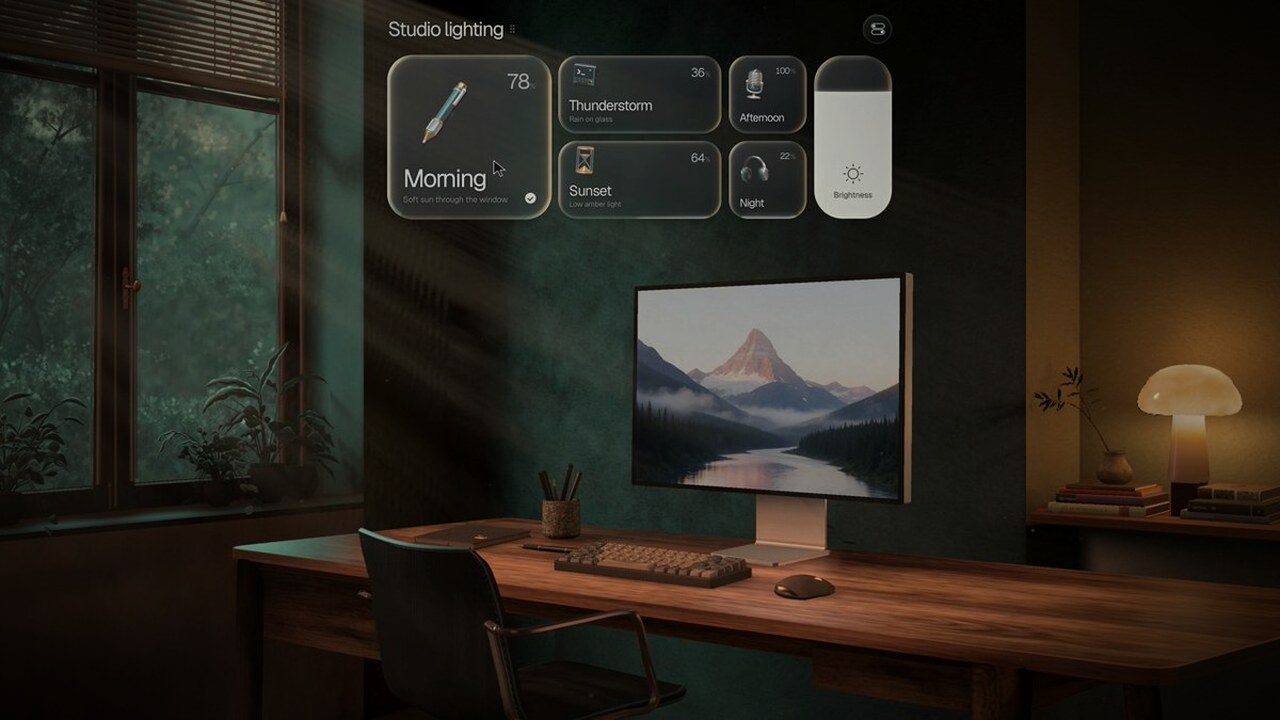 Studio lighting
78%
Morning
Soft sun through the window
36%
Thunderstorm
Rain on glass
64%
Sunset
Low amber light
100%
Afternoon
22%
Night
Brightness